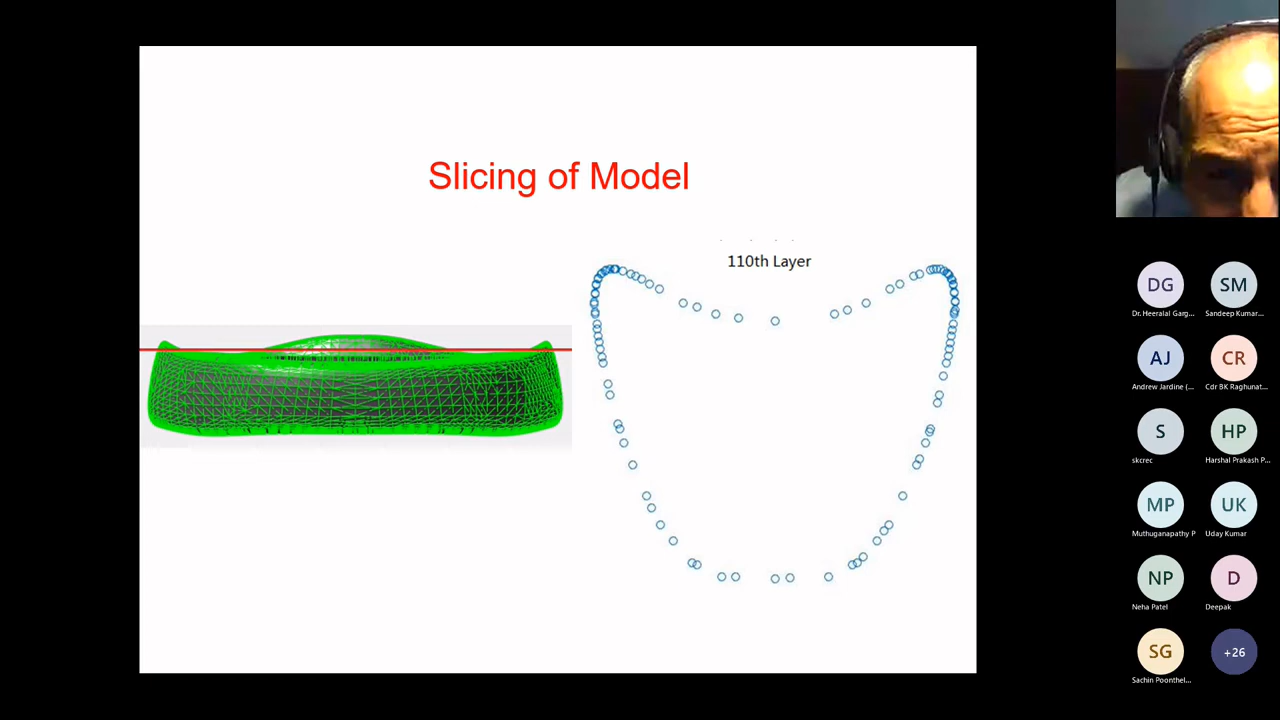 Slicing of Model
110th Layer
DG
SM
Dr. Heeralal Garg...
Sandeep Kumar...
AJ
CR
Andrew Jardine (...
Cdr BK Raghunat...
S
HP
skcrec
Harshal Prakash P...
MP
UK
Muthuganapathy P
Uday Kumar
NP
D
Neha Patel
Deepak
SG
+26
Sachin Poonthel...